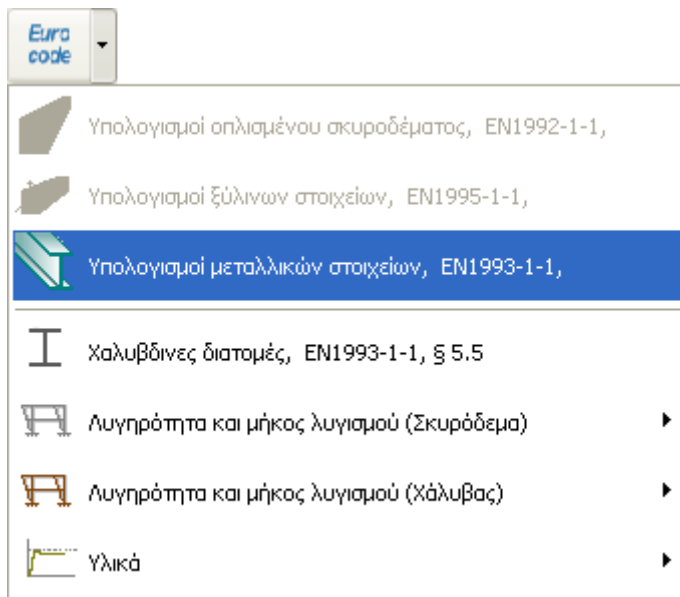 Euro
code
Υπολογισμοί οπλισμένου σκυροδέματος, EN1992-1-1,
Υπολογισμοί ξύλινων στοιχείων, EN1995-1-1,
Υπολογισμοί μεταλλικών στοιχείων, EN1993-1-1,
Χαλυβδινες διατομές, EN1993-1-1, § 5.5
Λυγηρότητα και μήκος λυγισμού (Σκυρόδεμα)
Λυγηρότητα και μήκος λυγισμού (Χάλυβας)
Υλικά